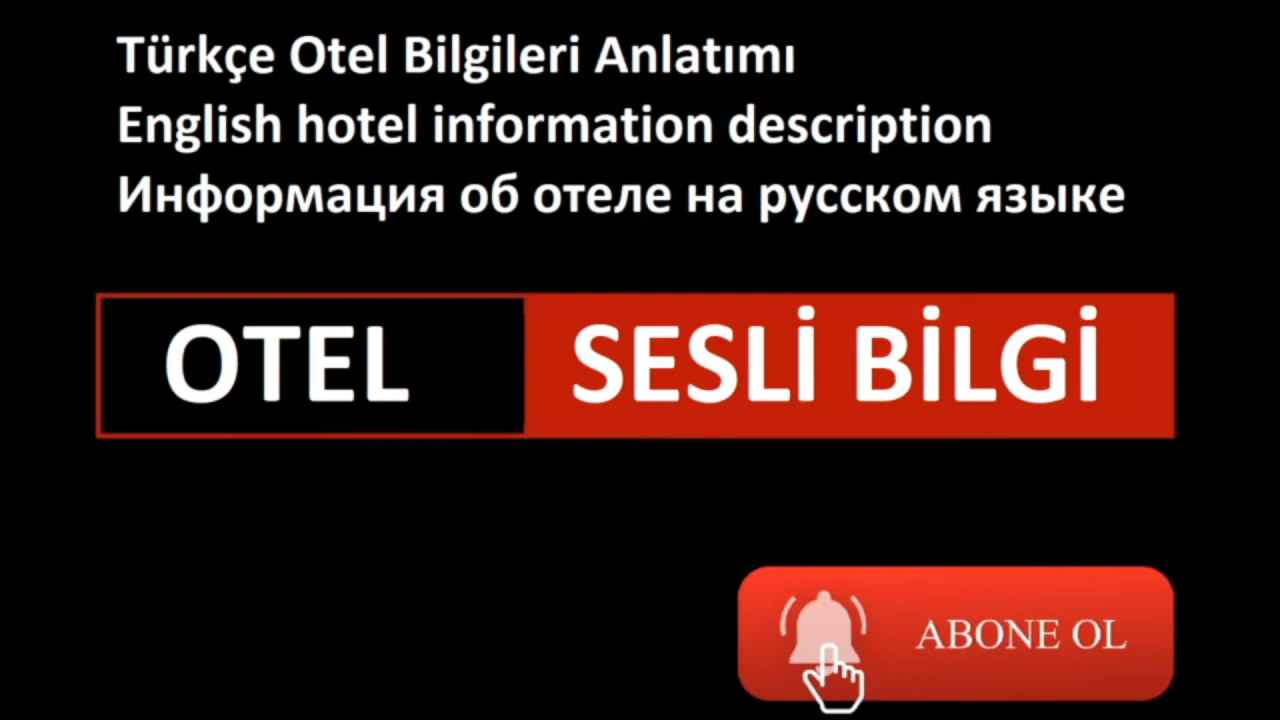 Türkçe Otel Bilgileri Anlatımı
English hotel information description
Информация об отеле на русском языке
OTEL SESLİ BİLGİ
ABONE OL